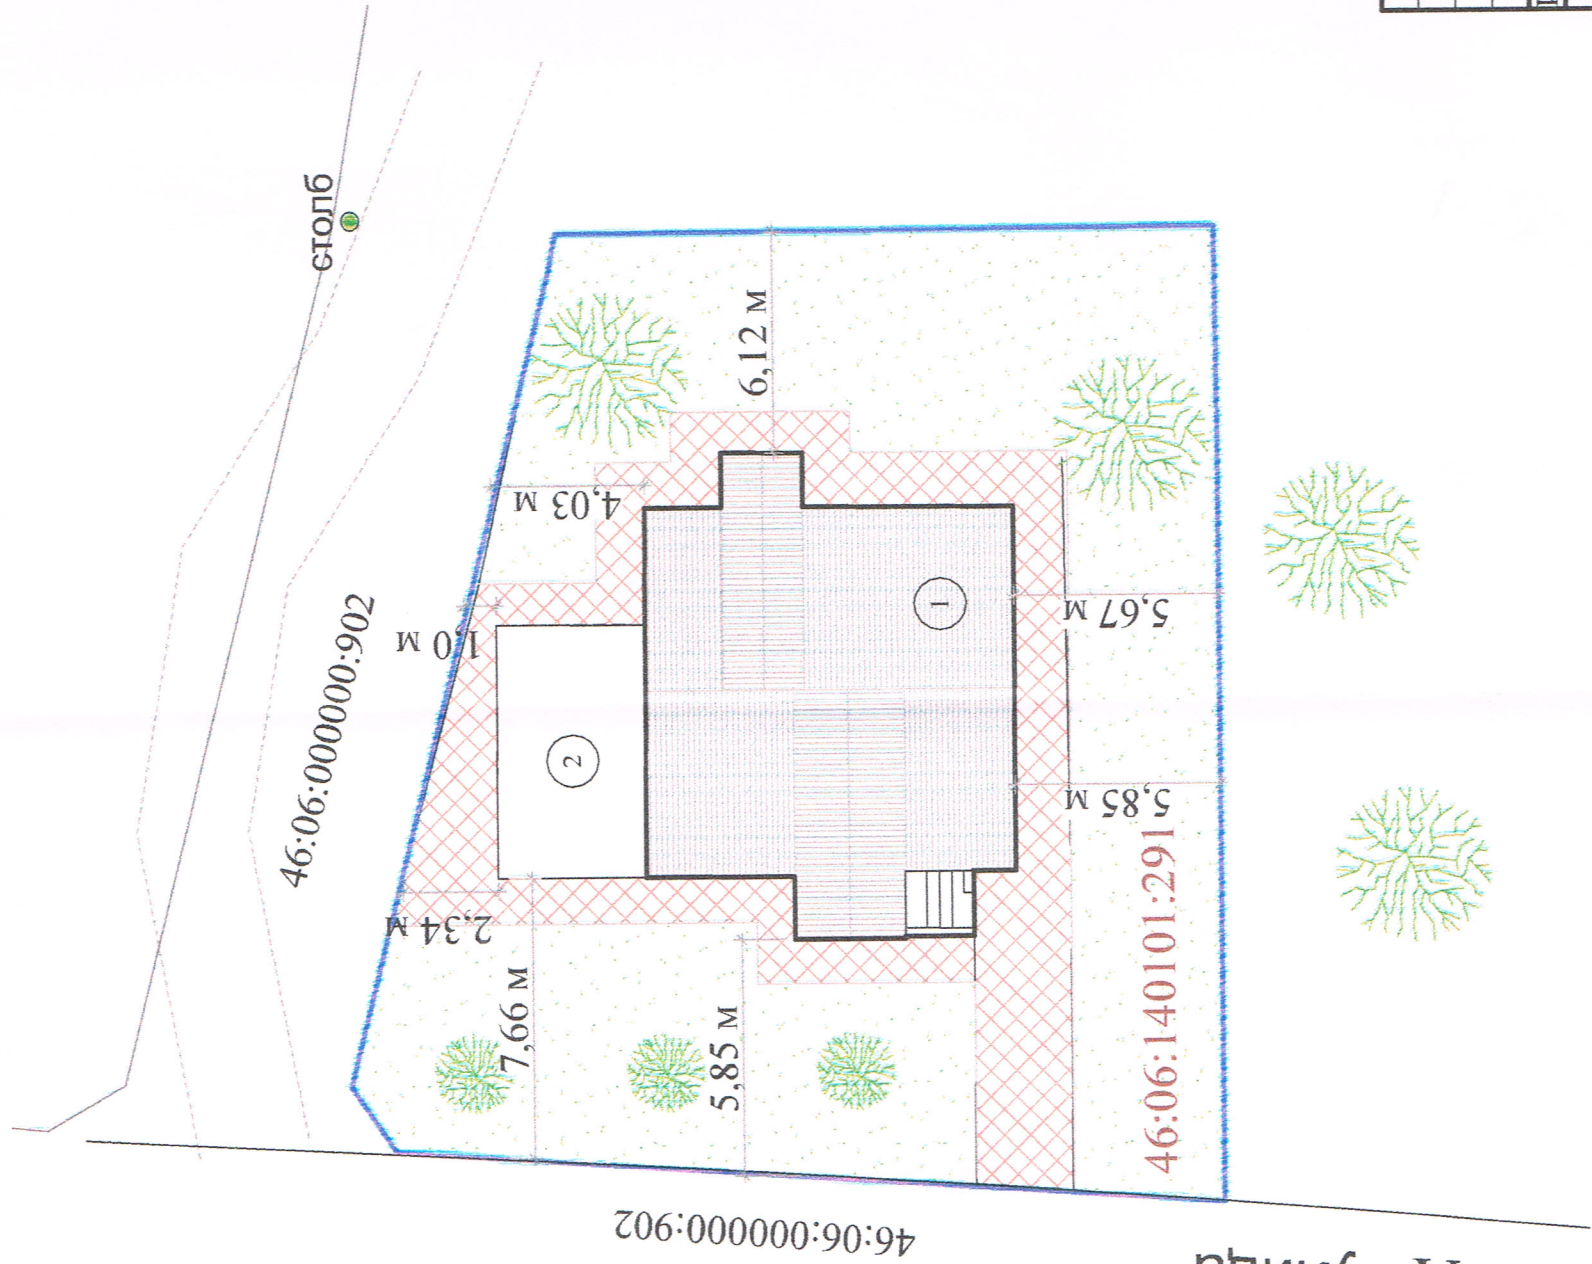 столб
6,12 м
4,03 м
1,0 м
46:06:000000:902
1
2
5,67 м
5,85 м
2,34 м
7,66 м
5,85 м
46:06:140101:291
46:06:000000:902